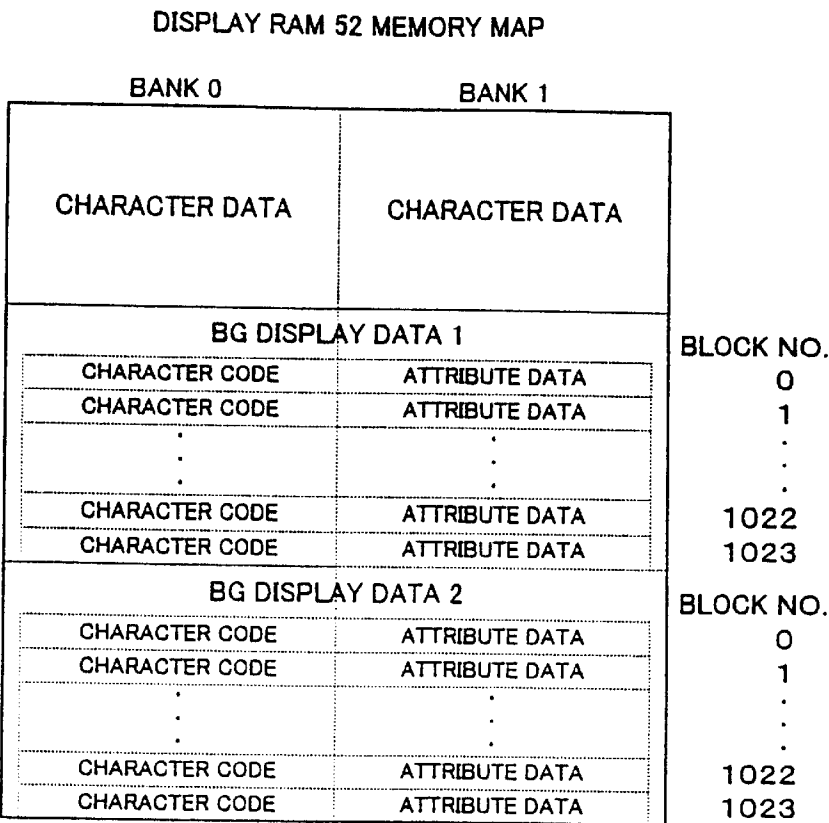 DISPLAY RAM 52 MEMORY MAP
BANK 0 BANK 1
CHARACTER DATA CHARACTER DATA
BG DISPLAY DATA 1 BLOCK NO.
CHARACTER CODE ATTRIBUTE DATA 0
CHARACTER CODE ATTRIBUTE DATA 1
. . .
. . .
. . .
CHARACTER CODE ATTRIBUTE DATA 1022
CHARACTER CODE ATTRIBUTE DATA 1023
BG DISPLAY DATA 2 BLOCK NO.
CHARACTER CODE ATTRIBUTE DATA 0
CHARACTER CODE ATTRIBUTE DATA 1
. . .
. . .
. . .
CHARACTER CODE ATTRIBUTE DATA 1022
CHARACTER CODE ATTRIBUTE DATA 1023